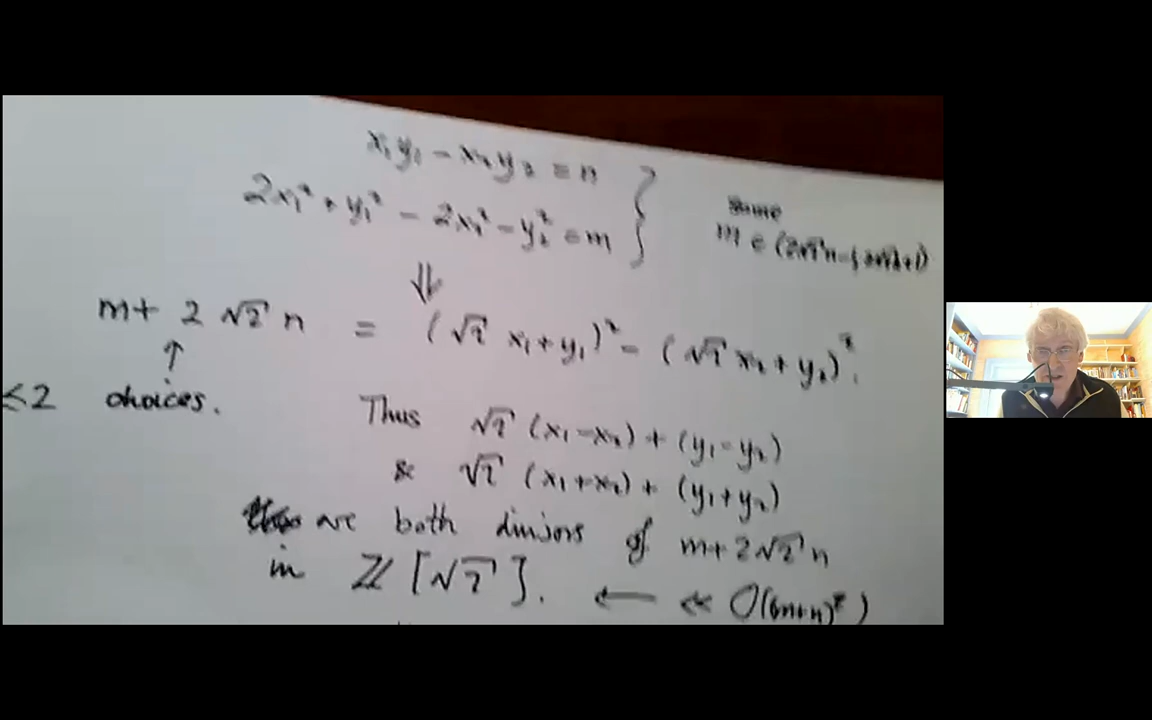 x₁y₁ − x₂y₂ = n
2x₁² + y₁² − 2x₂² − y₂² = m }
Some
m ∈
⇓
m + 2√2 n = (√2 x₁ + y₁)² − (√2 x₂ + y₂)².
↑
≤2 choices.
Thus √2 (x₁ − x₂) + (y₁ − y₂)
& √2 (x₁ + x₂) + (y₁ + y₂)
are both divisors of m + 2√2 n
in ℤ[√2]. ← ≪